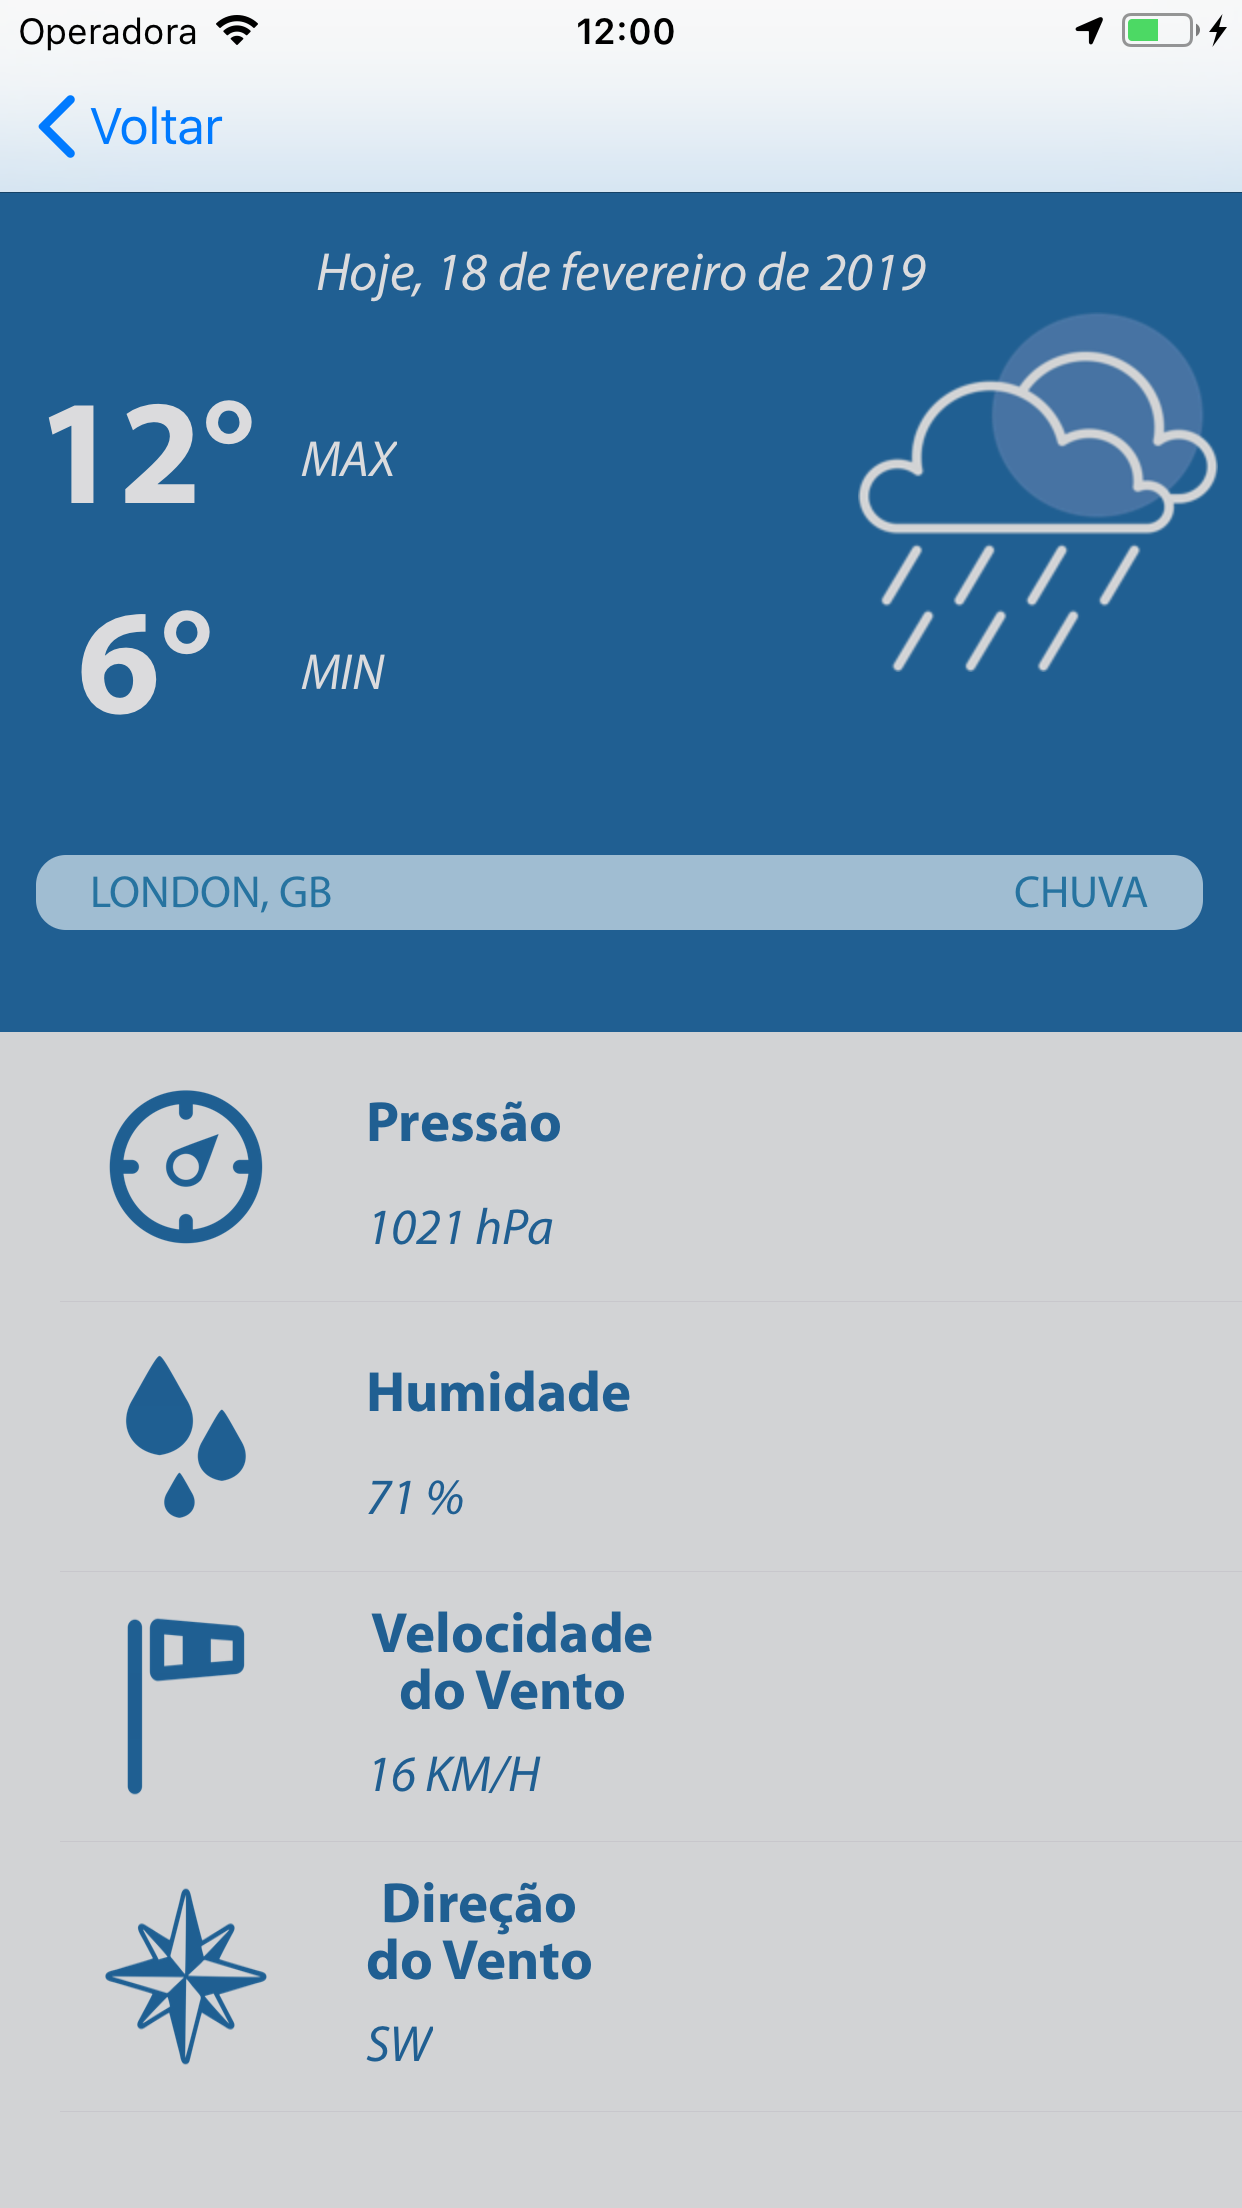 Operadora
12:00
Voltar
Hoje, 18 de fevereiro de 2019
12° MAX
6° MIN
LONDON, GB CHUVA
Pressão
1021 hPa
Humidade
71 %
Velocidade
do Vento
16 KM/H
Direção
do Vento
SW